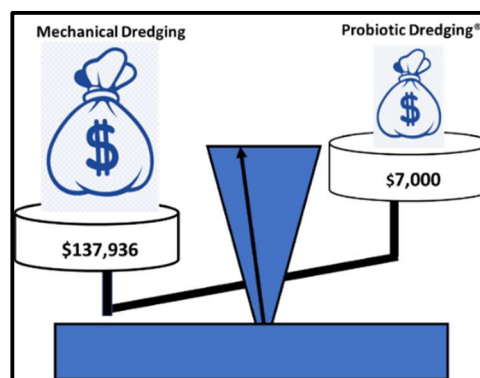 Mechanical Dredging
Probiotic Dredging®
$
$
$137,936
$7,000